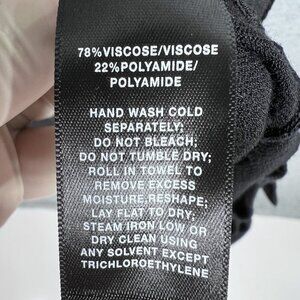 78%VISCOSE/VISCOSE
22%POLYAMIDE/
POLYAMIDE
HAND WASH COLD
SEPARATELY;
DO NOT BLEACH;
DO NOT TUMBLE DRY;
ROLL IN TOWEL TO
REMOVE EXCESS
MOISTURE,RESHAPE;
LAY FLAT TO DRY;
STEAM IRON LOW OR
DRY CLEAN USING
ANY SOLVENT EXCEPT
TRICHLOROETHYLENE